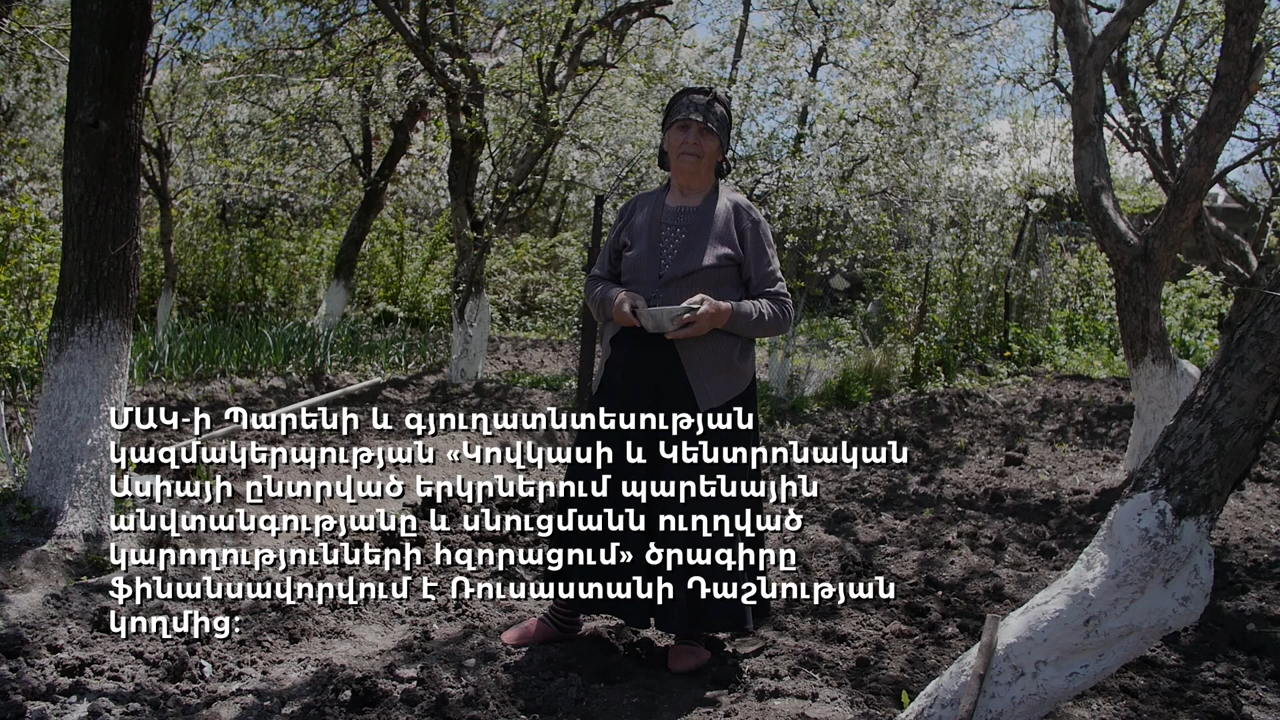 ՄԱԿ-ի Պարենի և գյուղատնտեսության
կազմակերպության «Կովկասի և Կենտրոնական
Ասիայի ընտրված երկրներում պարենային
անվտանգությանը և սնուցմանն ուղղված
կարողությունների հզորացում» ծրագիրը
ֆինանսավորվում է Ռուսաստանի Դաշնության
կողմից: